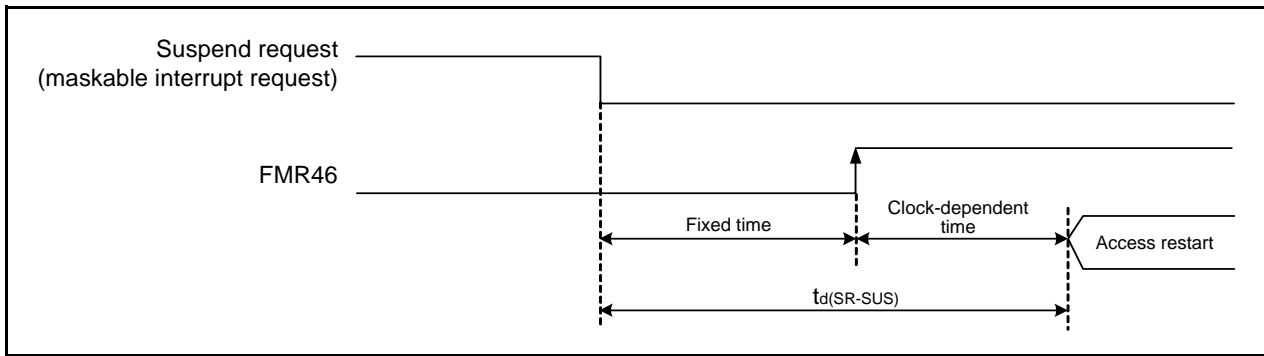 Suspend request
(maskable interrupt request)
FMR46
Fixed time
Clock-dependent
time
Access restart
td(SR-SUS)